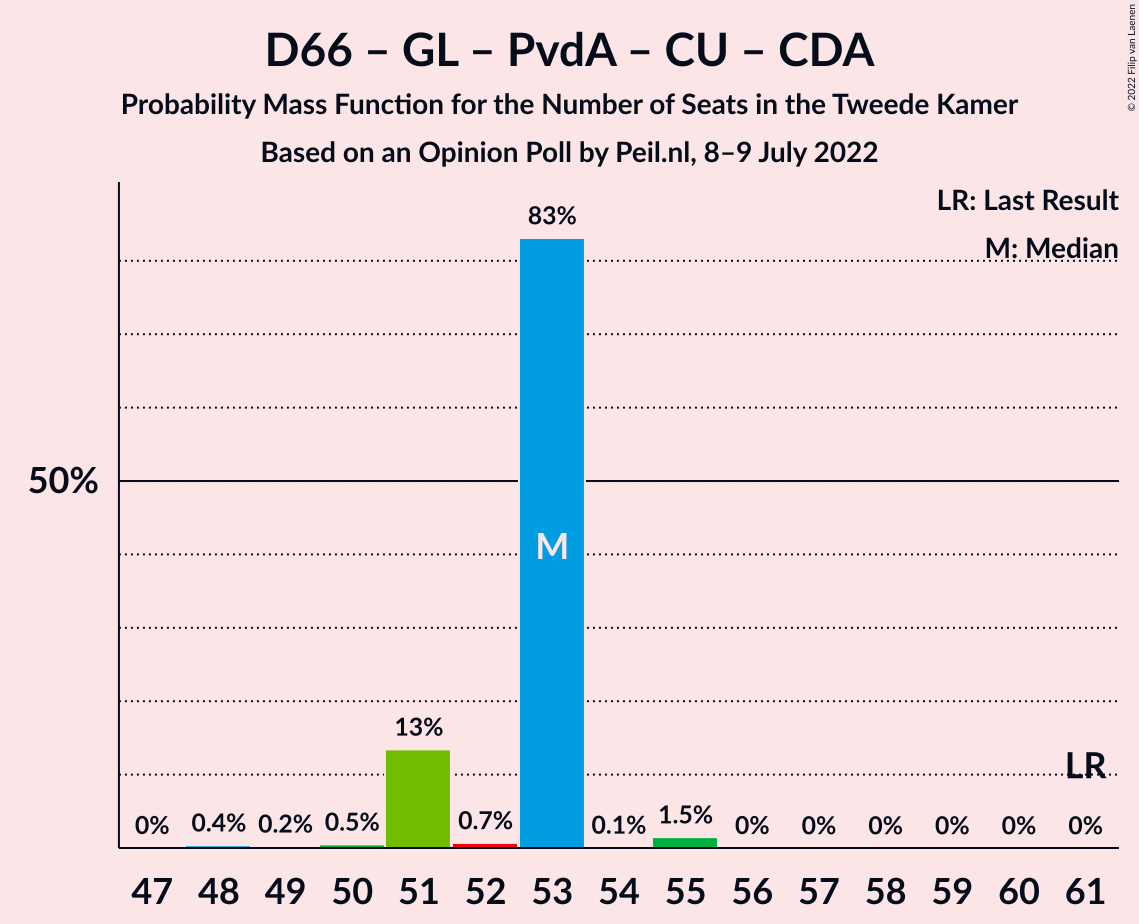 D66 – GL – PvdA – CU – CDA
Probability Mass Function for the Number of Seats in the Tweede Kamer
Based on an Opinion Poll by Peil.nl, 8–9 July 2022
© 2022 Filip van Laenen
LR: Last Result
M: Median
83%
50%
M
13%
LR
0% 0.4% 0.2% 0.5% 0.7% 0.1% 1.5% 0% 0% 0% 0% 0% 0%
47 48 49 50 51 52 53 54 55 56 57 58 59 60 61